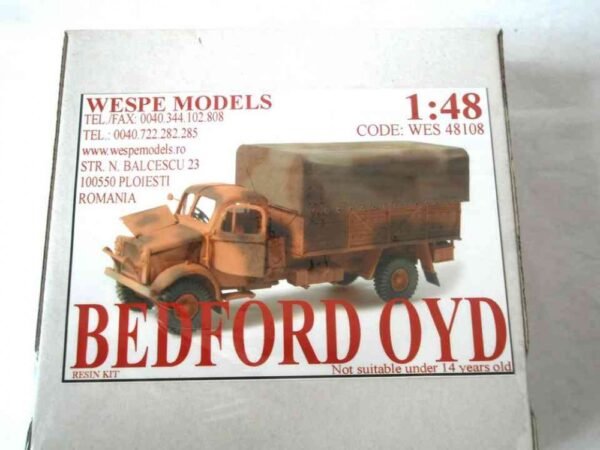 WESPE MODELS
TEL./FAX: 0040.344.102.808
TEL.: 0040.722.282.285
www.wespemodels.ro
STR. N. BALCESCU 23
100550 PLOIESTI
ROMANIA
1:48
CODE: WES 48108
BEDFORD OYD
RESIN KIT
Not suitable under 14 years old